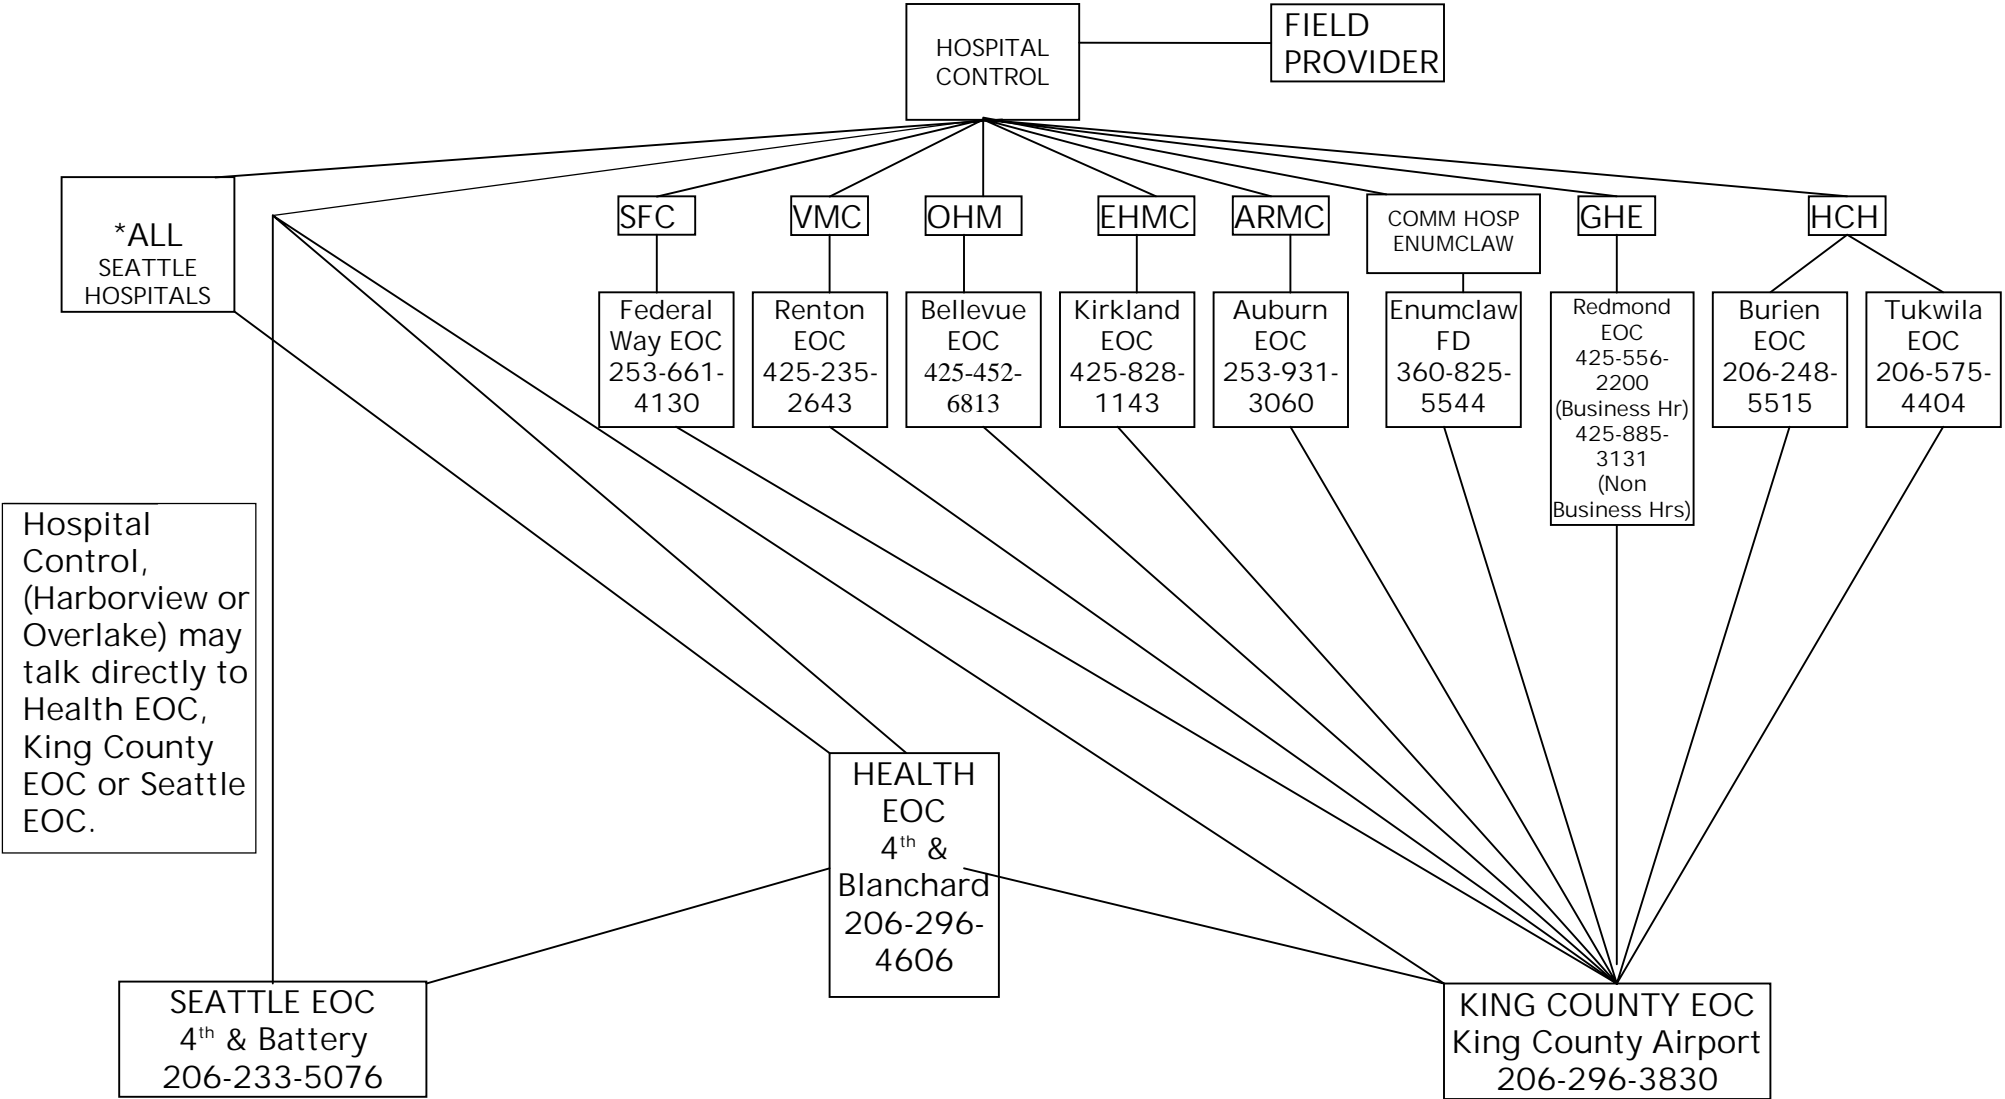 HOSPITAL
CONTROL
FIELD
PROVIDER
*ALL
SEATTLE
HOSPITALS
SFC
VMC
OHM
EHMC
ARMC
COMM HOSP
ENUMCLAW
GHE
HCH
Federal
Way EOC
253-661-
4130
Renton
EOC
425-235-
2643
Bellevue
EOC
425-452-
6813
Kirkland
EOC
425-828-
1143
Auburn
EOC
253-931-
3060
Enumclaw
FD
360-825-
5544
Redmond
EOC
425-556-
2200
(Business Hr)
425-885-
3131
(Non
Business Hrs)
Burien
EOC
206-248-
5515
Tukwila
EOC
206-575-
4404
Hospital
Control,
(Harborview or
Overlake) may
talk directly to
Health EOC,
King County
EOC or Seattle
EOC.
HEALTH
EOC
4th &
Blanchard
206-296-
4606
SEATTLE EOC
4th & Battery
206-233-5076
KING COUNTY EOC
King County Airport
206-296-3830